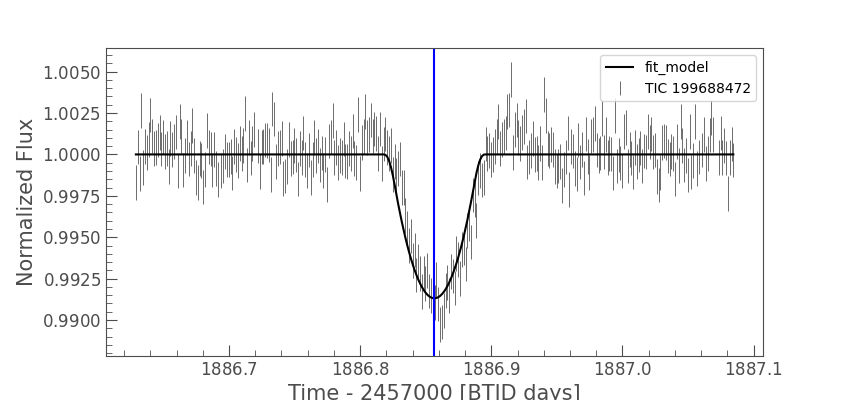 fit_model
TIC 199688472
1.0050
1.0025
1.0000
0.9975
0.9950
0.9925
0.9900
Normalized Flux
1886.7 1886.8 1886.9 1887.0 1887.1
Time - 2457000 [BTJD days]